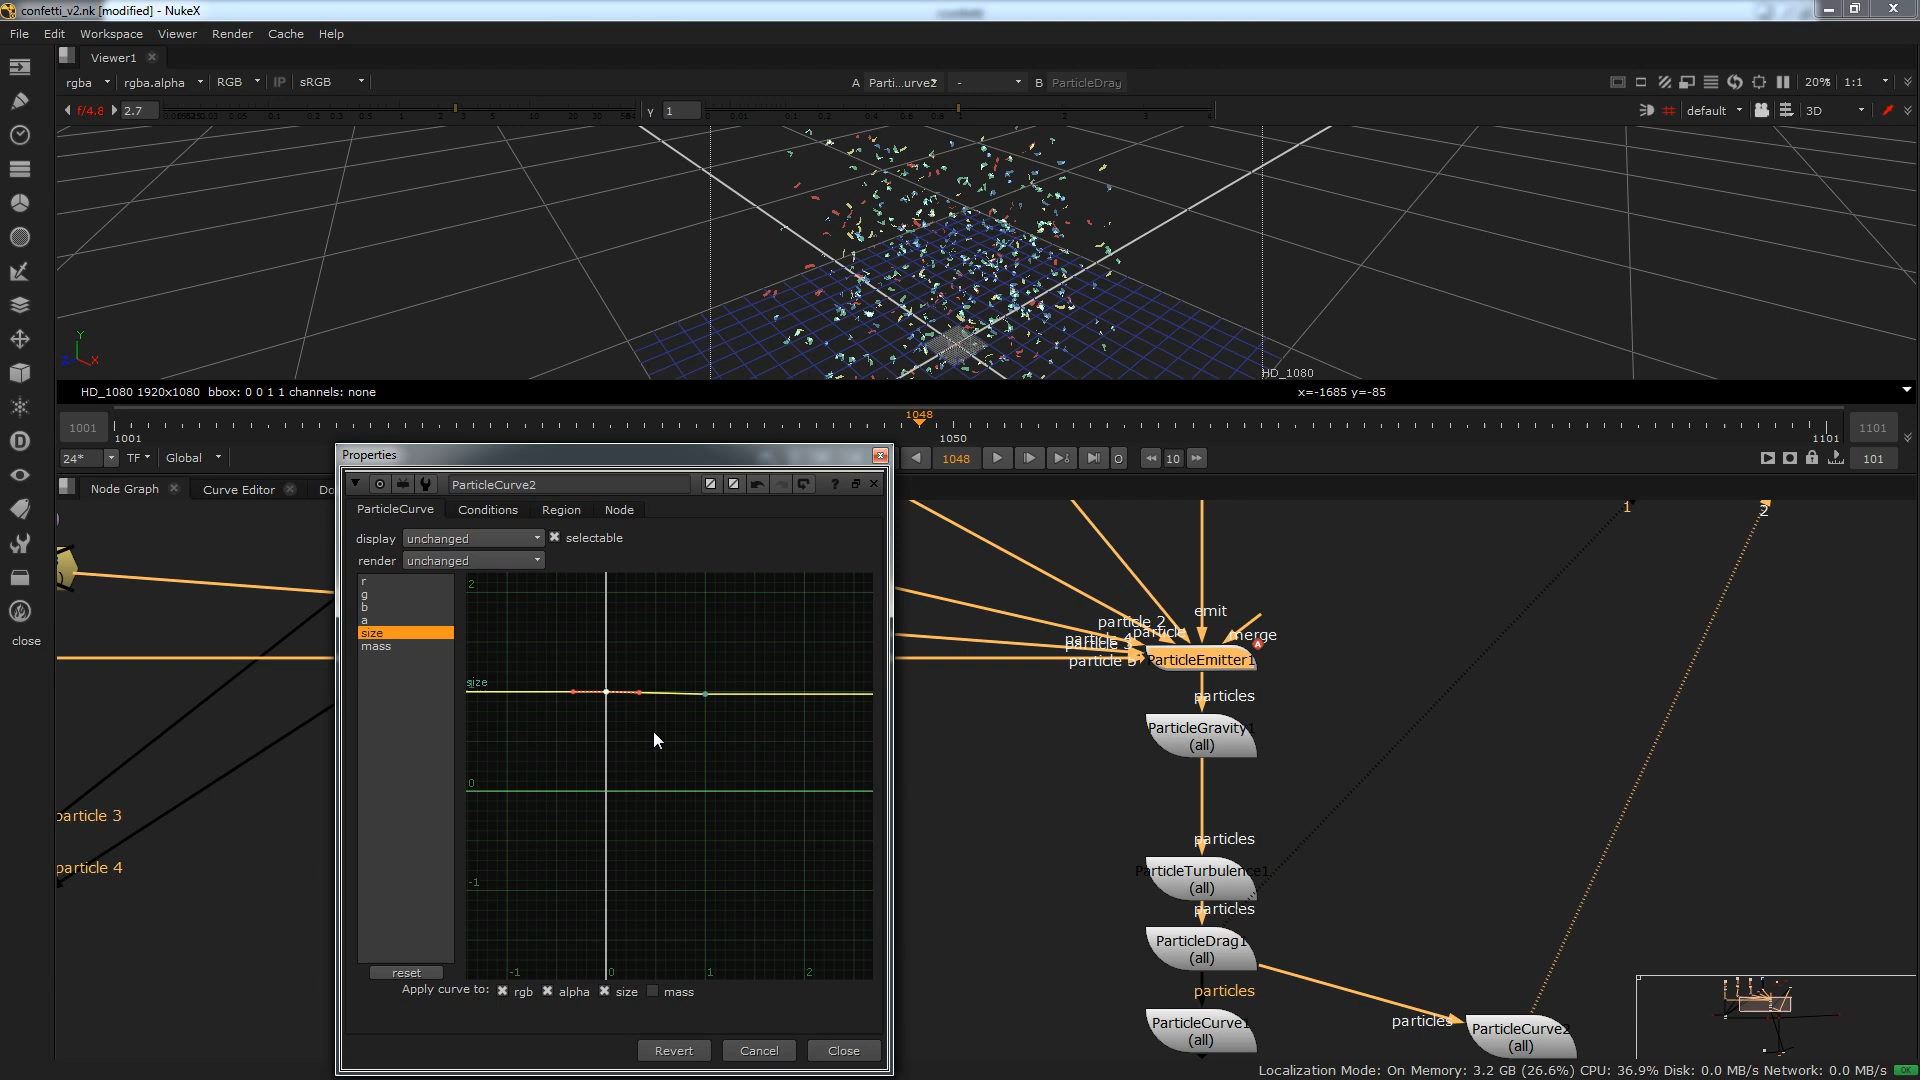 confetti_v2.nk [modified] - NukeX
File Edit Workspace Viewer Render Cache Help
Viewer1
rgba rgba.alpha RGB IP sRGB A Parti...urve2 - B ParticleDrag 20% 1:1
f/4.8 2.7 Y 1 default 3D
HD_1080
HD_1080 1920x1080 bbox: 0 0 1 1 channels: none x=-1685 y=-85
1048
1001 1101
1001 1050 1101
24* TF Global 1048 10 101
Properties
Node Graph Curve Editor Do
ParticleCurve2
ParticleCurve Conditions Region Node
display unchanged selectable
render unchanged
r
g
b
a
size
mass
2
size
0
-1
-1 0 1 2
reset
Apply curve to: rgb alpha size mass
Revert Cancel Close
close
particle 3
particle 4
1
2
emit
particle 2
particle
merge
ParticleEmitter1
particles
ParticleGravity1
(all)
particles
ParticleTurbulence1
(all)
particles
ParticleDrag1
(all)
particles
particles
ParticleCurve1
(all)
ParticleCurve2
(all)
Localization Mode: On Memory: 3.2 GB (26.6%) CPU: 36.9% Disk: 0.0 MB/s Network: 0.0 MB/s OK